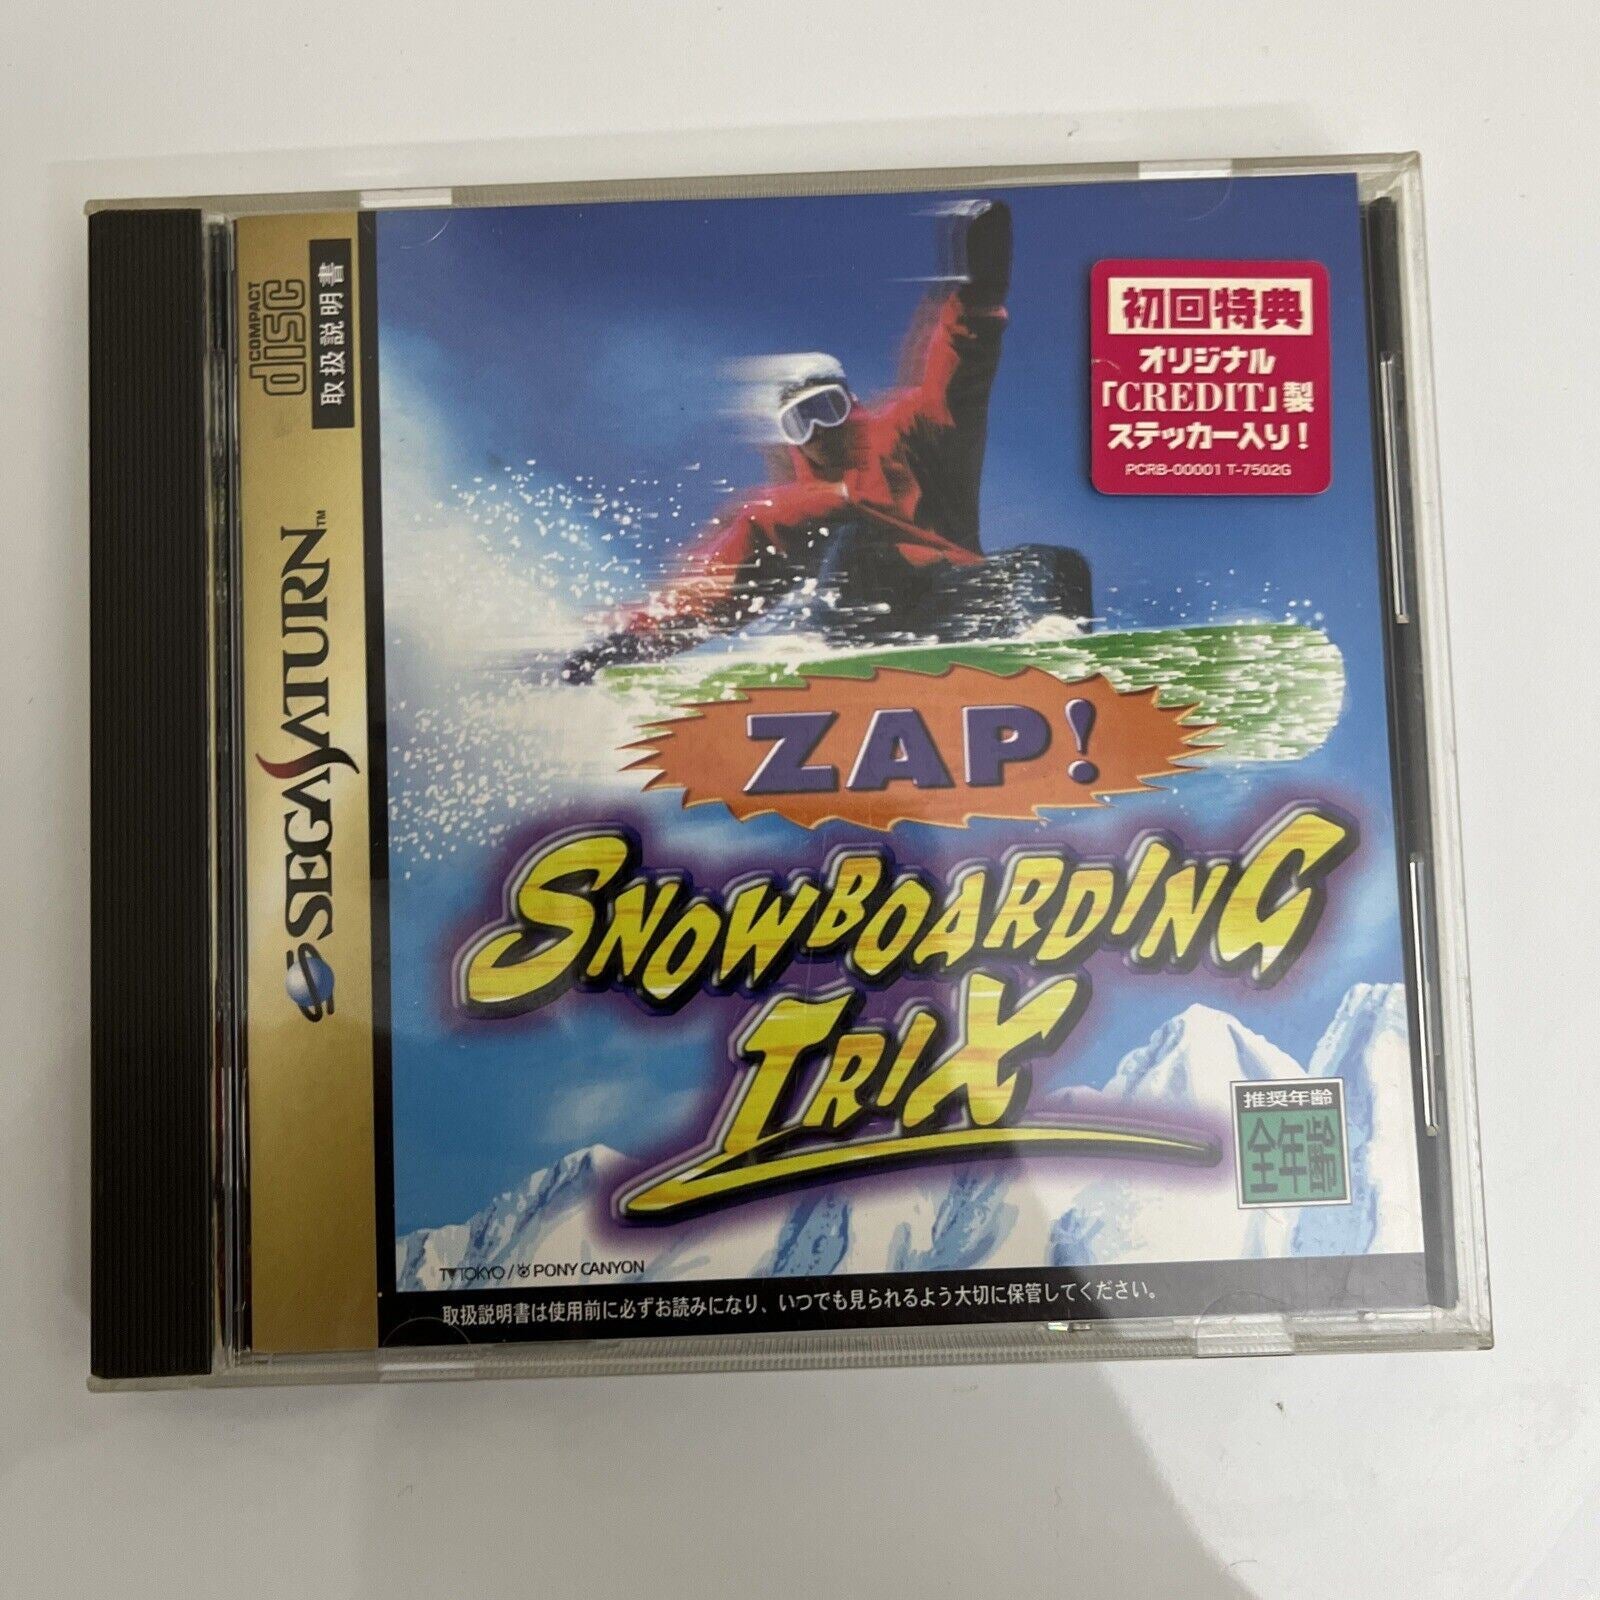 COMPACT
disc
取扱説明書
SEGA SATURN™
初回特典
オリジナル
「CREDIT」製
ステッカー入り!
PCRB-00001 T-7502G
ZAP!
SNOWBOARDING
TRIX
推奨年齢
全年齢
TV TOKYO / PONY CANYON
取扱説明書は使用前に必ずお読みになり、いつでも見られるよう大切に保管してください。